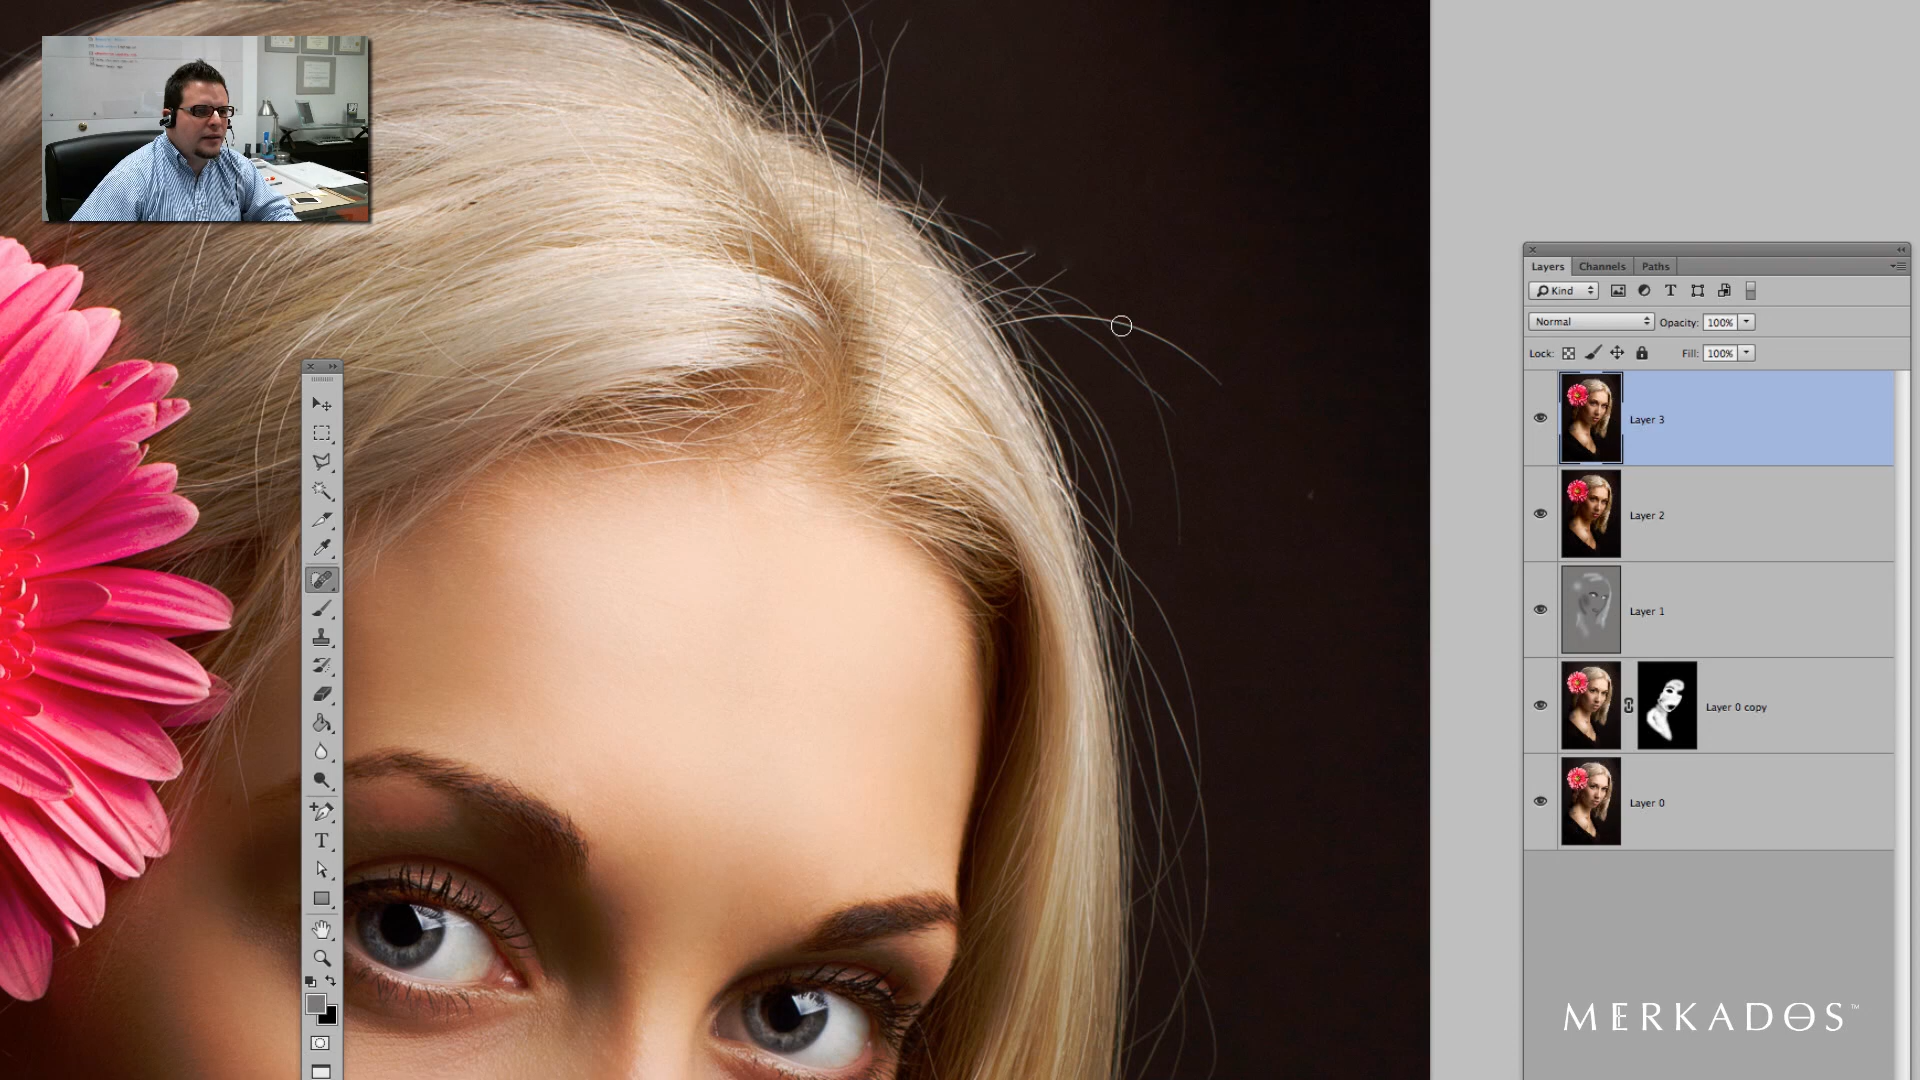 Layers Channels Paths
Kind
Normal Opacity: 100%
Lock: Fill: 100%
Layer 3
Layer 2
Layer 1
Layer 0 copy
Layer 0
MERKADOS™